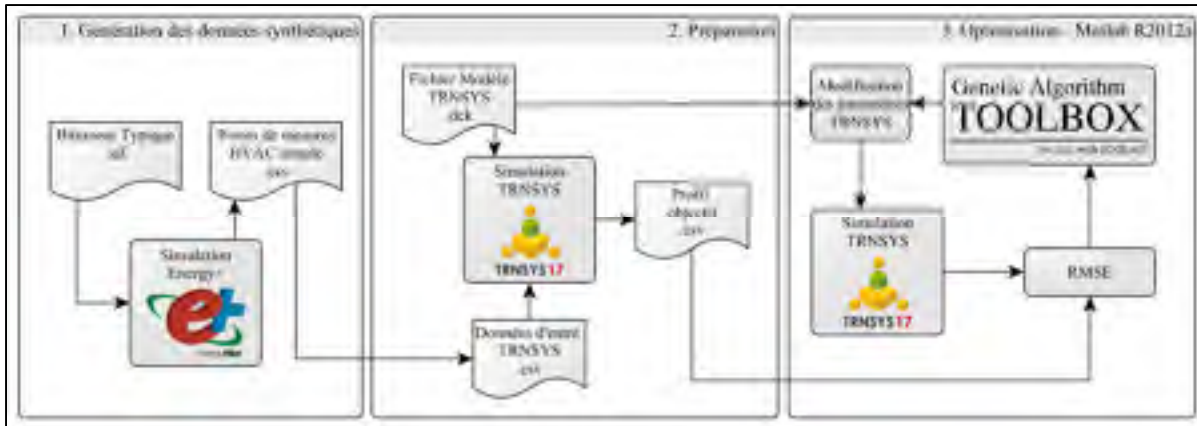 1. Génération des données synthétiques
Bâtiment Typique
.idf
Points de mesures
HVAC simulé
.csv
Simulation
Energy+
2. Préparation
Fichier Modèle
TRNSYS
.dck
Simulation
TRNSYS
TRNSYS17
Données d'entré
TRNSYS
.csv
Profil
objectif
.csv
3. Optimisation - Matlab R2012a
Modification
des paramètres
TRNSYS
Genetic Algorithm
TOOLBOX
Simulation
TRNSYS
TRNSYS17
RMSE